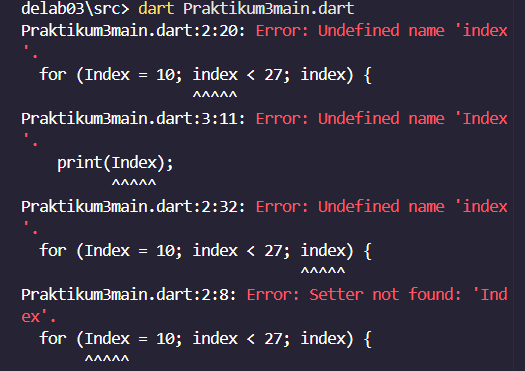 delab03\src> dart Praktikum3main.dart
Praktikum3main.dart:2:20: Error: Undefined name 'index
'.
  for (Index = 10; index < 27; index) {
                   ^^^^^
Praktikum3main.dart:3:11: Error: Undefined name 'Index
'.
    print(Index);
          ^^^^^
Praktikum3main.dart:2:32: Error: Undefined name 'index
'.
  for (Index = 10; index < 27; index) {
                               ^^^^^
Praktikum3main.dart:2:8: Error: Setter not found: 'Ind
ex'.
  for (Index = 10; index < 27; index) {
       ^^^^^